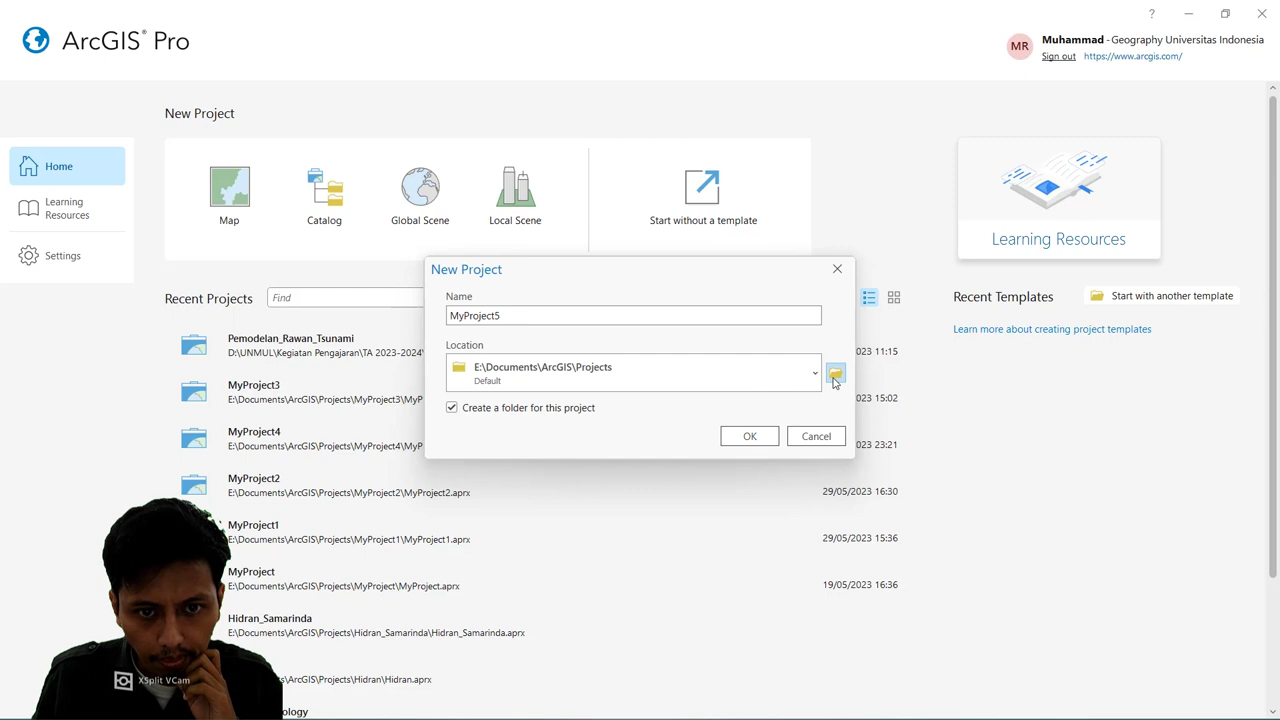 ?
ArcGIS® Pro
MR
Muhammad - Geography Universitas Indonesia
Sign out https://www.arcgis.com/
New Project
Home
Learning
Resources
Settings
Map
Catalog
Global Scene
Local Scene
Start without a template
Learning Resources
Recent Projects
Find
Recent Templates
Start with another template
Learn more about creating project templates
New Project
Name
MyProject5
Location
E:\Documents\ArcGIS\Projects
Default
Create a folder for this project
OK
Cancel
Pemodelan_Rawan_Tsunami
D:\UNMUL\Kegiatan Pengajaran\TA 2023-2024\
11:15
MyProject3
E:\Documents\ArcGIS\Projects\MyProject3\MyP
15:02
MyProject4
E:\Documents\ArcGIS\Projects\MyProject4\MyP
23:21
MyProject2
E:\Documents\ArcGIS\Projects\MyProject2\MyProject2.aprx
29/05/2023 16:30
MyProject1
E:\Documents\ArcGIS\Projects\MyProject1\MyProject1.aprx
29/05/2023 15:36
MyProject
E:\Documents\ArcGIS\Projects\MyProject\MyProject.aprx
19/05/2023 16:36
Hidran_Samarinda
E:\Documents\ArcGIS\Projects\Hidran_Samarinda\Hidran_Samarinda.aprx
ments\ArcGIS\Projects\Hidran\Hidran.aprx
ology
XSplit VCam